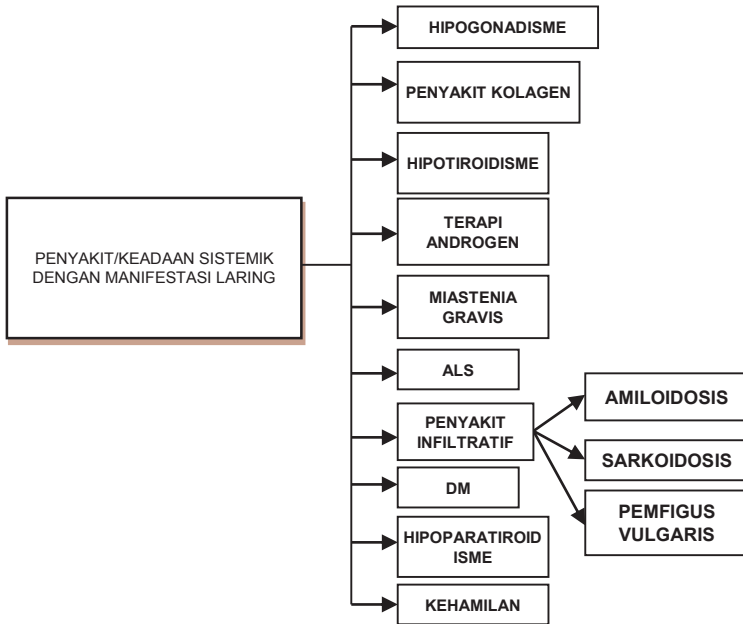 PENYAKIT/KEADAAN SISTEMIK
DENGAN MANIFESTASI LARING
HIPOGONADISME
PENYAKIT KOLAGEN
HIPOTIROIDISME
TERAPI
ANDROGEN
MIASTENIA
GRAVIS
ALS
PENYAKIT
INFILTRATIF
AMILOIDOSIS
SARKOIDOSIS
PEMFIGUS
VULGARIS
DM
HIPOPARATIROID
ISME
KEHAMILAN